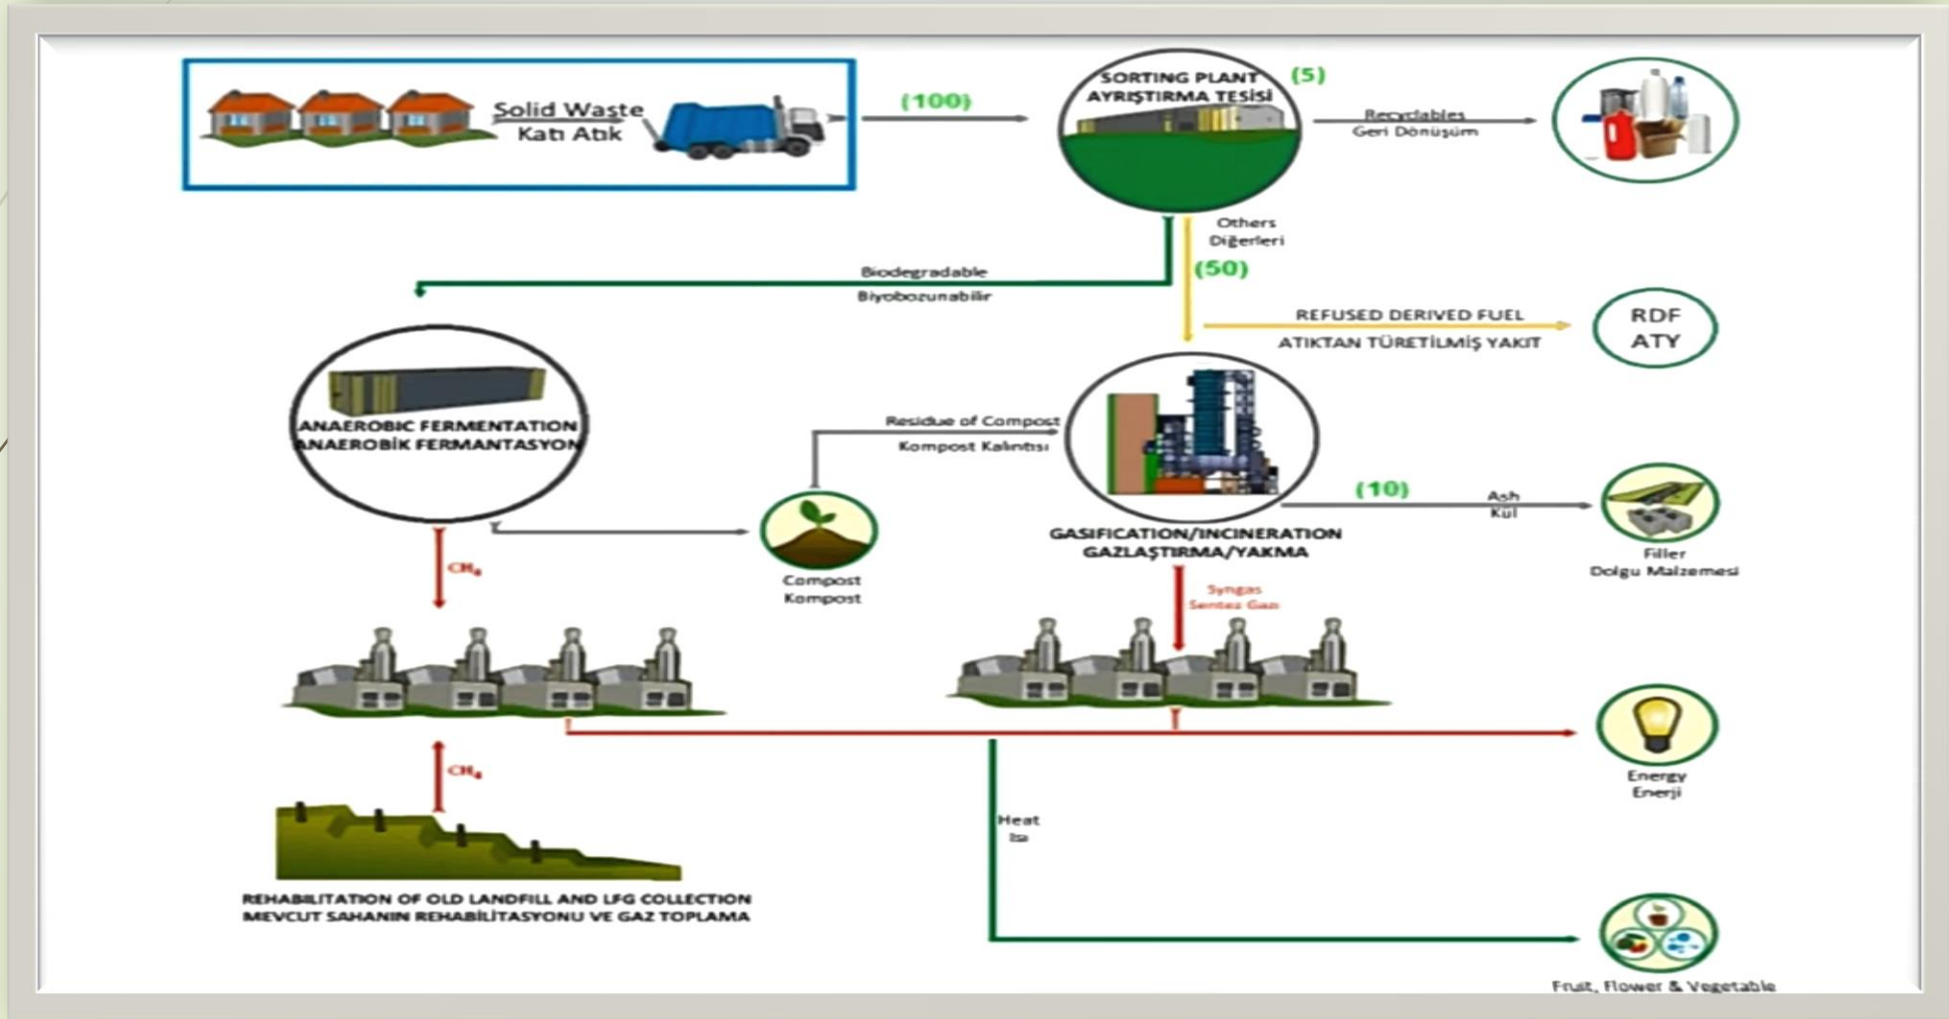 Solid Waste
Katı Atık
(100)
SORTING PLANT
AYRIŞTIRMA TESİSİ
(5)
Recyclables
Geri Dönüşüm
Others
Diğerleri
(50)
Biodegradable
Biyobozunabilir
REFUSED DERIVED FUEL
ATIKTAN TÜRETİLMİŞ YAKIT
RDF
ATY
ANAEROBIC FERMENTATION
ANAEROBİK FERMANTASYON
Residue of Compost
Kompost Kalıntısı
(10)
Ash
Kül
GASIFICATION/INCINERATION
GAZLAŞTIRMA/YAKMA
Filler
Dolgu Malzemesi
CH₄
Compost
Kompost
Syngas
Sentez Gazı
Energy
Enerji
CH₄
Heat
Isı
REHABILITATION OF OLD LANDFILL AND LFG COLLECTION
MEVCUT SAHANIN REHABİLİTASYONU VE GAZ TOPLAMA
Fruit, Flower & Vegetable